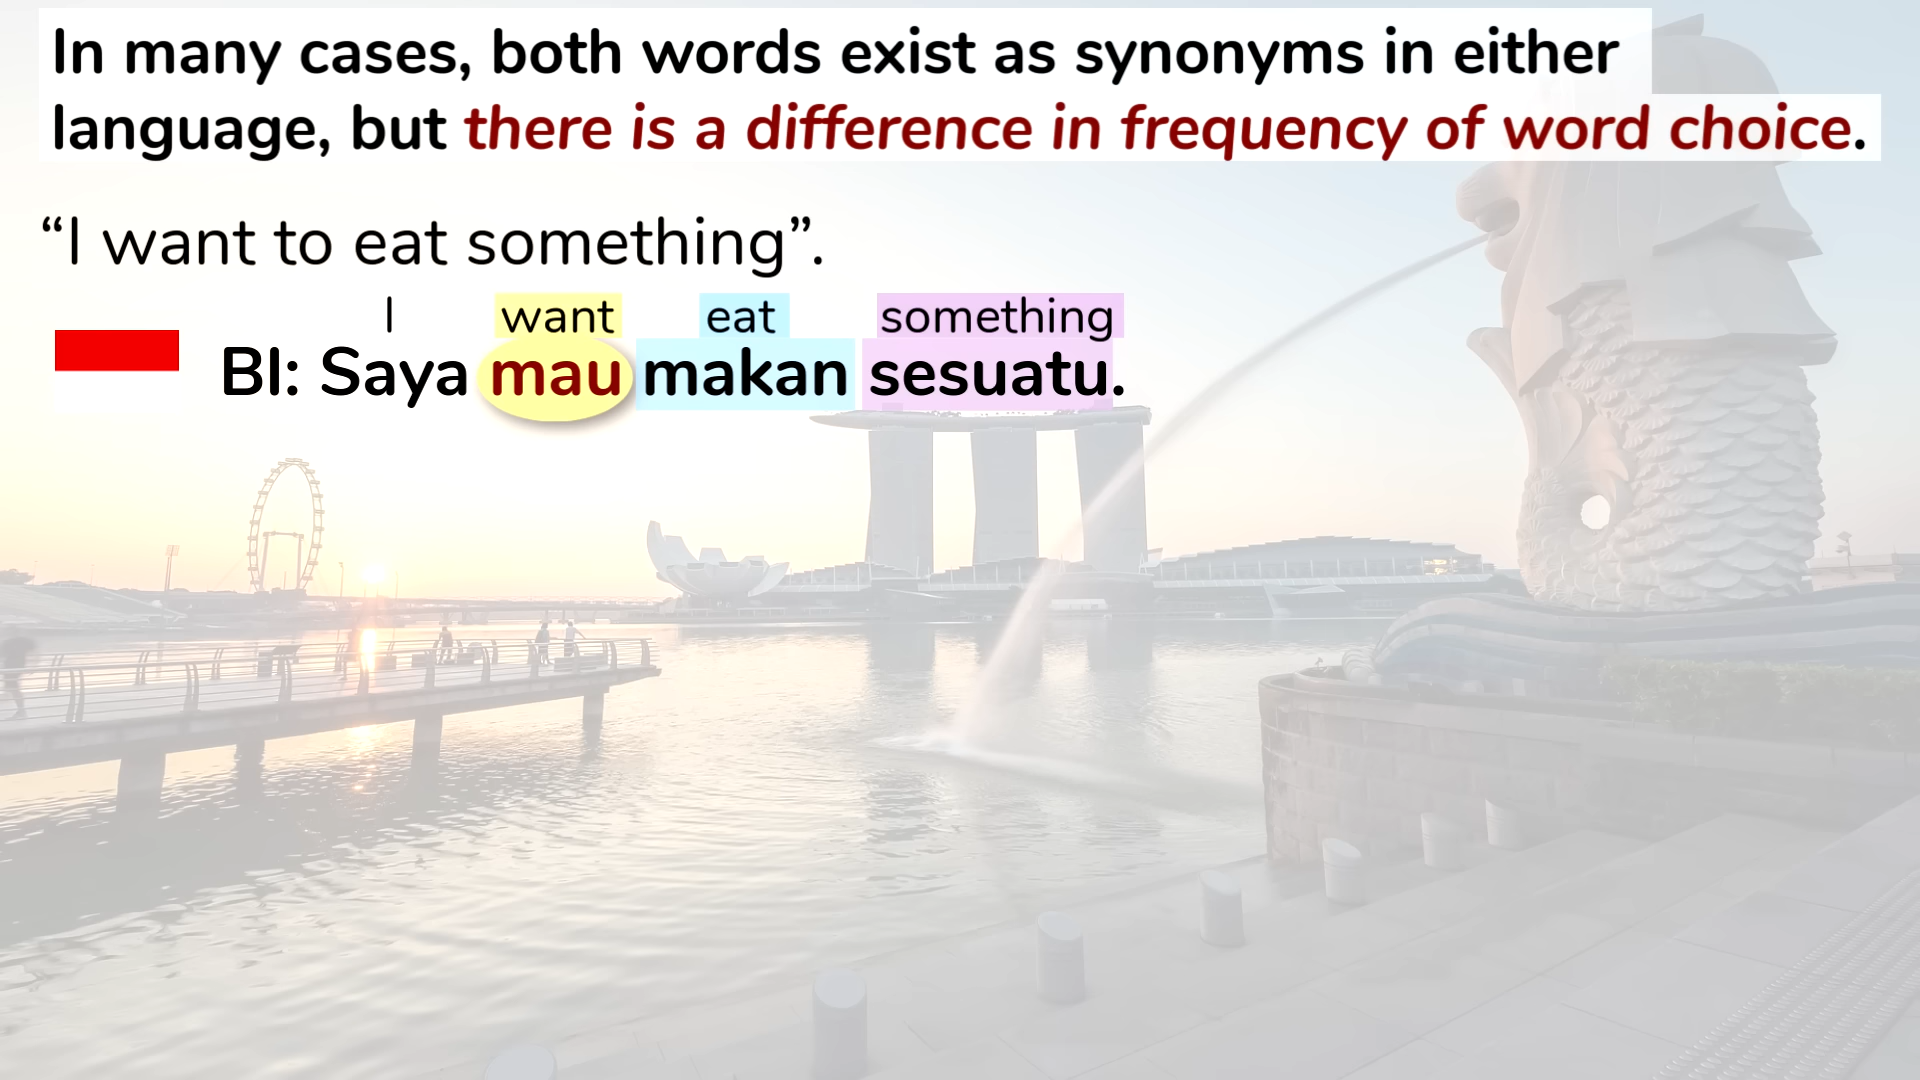 In many cases, both words exist as synonyms in either
language, but there is a difference in frequency of word choice.
“I want to eat something”.
I want eat something
BI: Saya mau makan sesuatu.